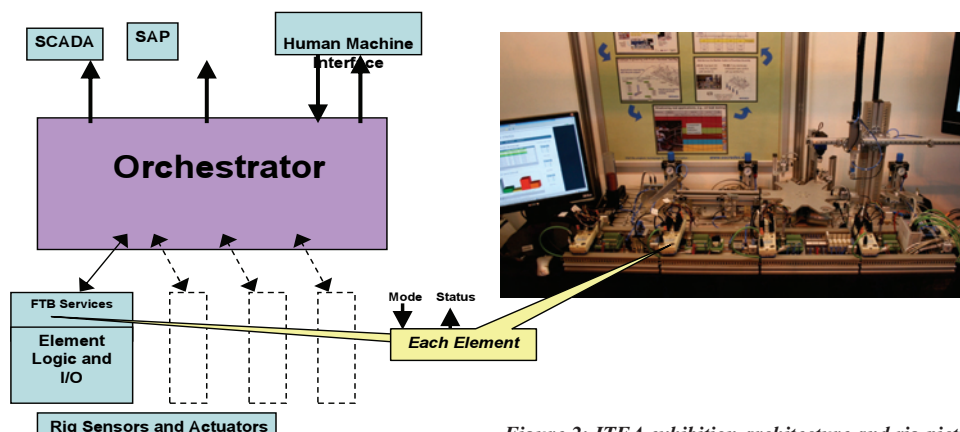 SCADA
SAP
Human Machine
Interface
Orchestrator
FTB Services
Element
Logic and
I/O
Mode
Status
Each Element
Rig Sensors and Actuators
Figure 2: ITEA exhibition architecture and rig